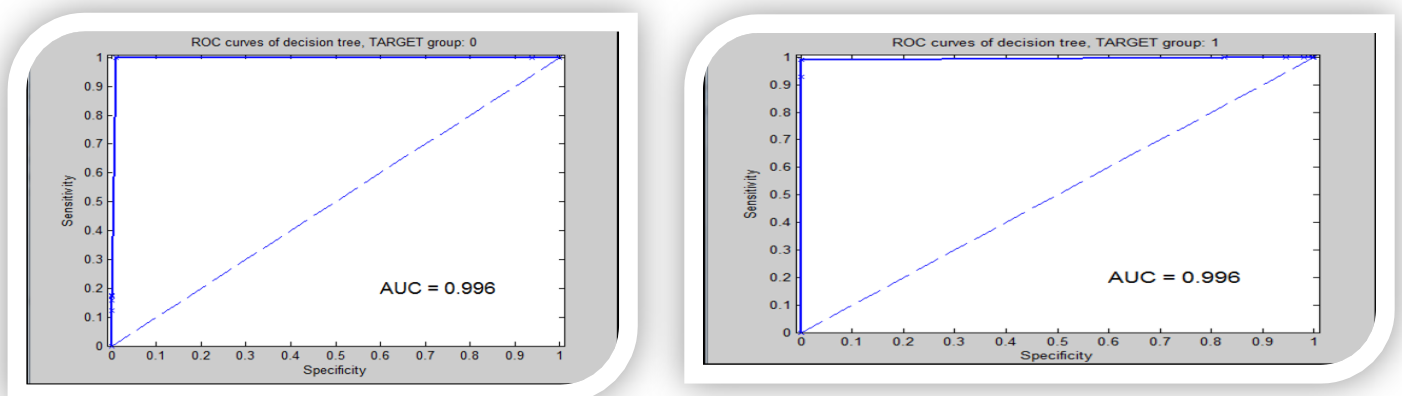 ROC curves of decision tree, TARGET group: 0
1
0.9
0.8
0.7
0.6
0.5
0.4
0.3
0.2
0.1
0
Sensitivity
AUC = 0.996
0 0.1 0.2 0.3 0.4 0.5 0.6 0.7 0.8 0.9 1
Specificity
ROC curves of decision tree, TARGET group: 1
1
0.9
0.8
0.7
0.6
0.5
0.4
0.3
0.2
0.1
0
Sensitivity
AUC = 0.996
0 0.1 0.2 0.3 0.4 0.5 0.6 0.7 0.8 0.9 1
Specificity